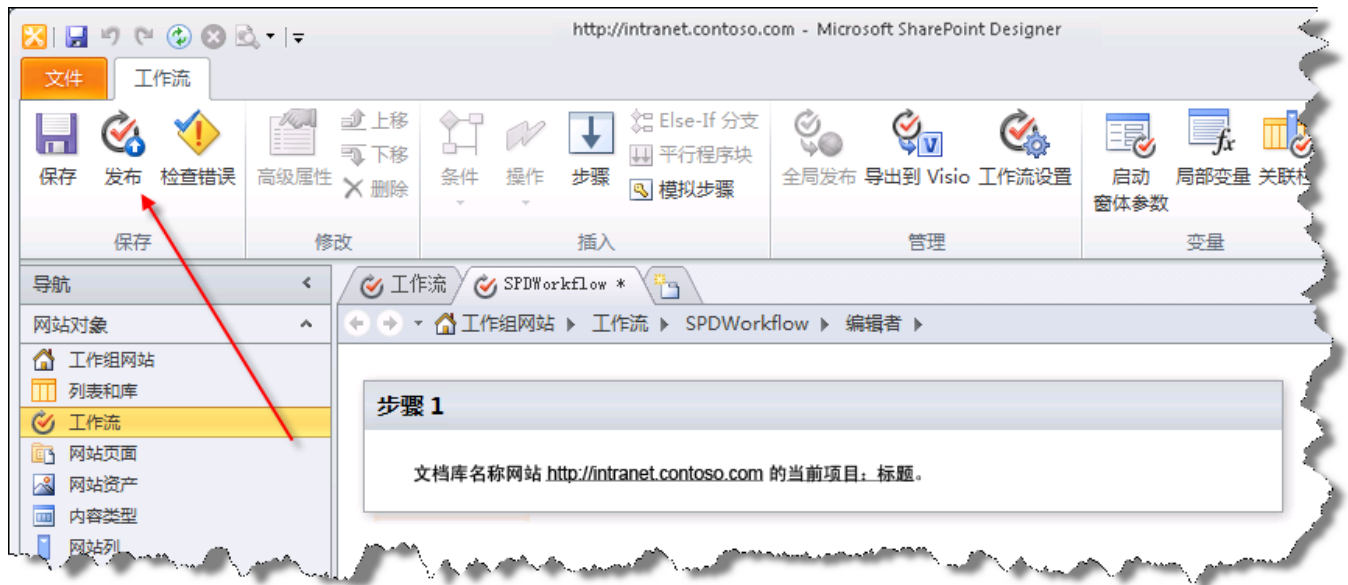 http://intranet.contoso.com - Microsoft SharePoint Designer
文件 工作流
保存 发布 检查错误 高级属性 上移 下移 删除 条件 操作 步骤 Else-If 分支 平行程序块 模拟步骤 全局发布 导出到 Visio 工作流设置 启动 窗体参数 局部变量 关联
保存 修改 插入 管理 变量
导航 工作流 SPDWorkflow *
网站对象 工作组网站 工作流 SPDWorkflow 编辑者
工作组网站
列表和库
工作流
网站页面
网站资产
内容类型
网站列
步骤 1
文档库名称网站 http://intranet.contoso.com 的当前项目：标题。